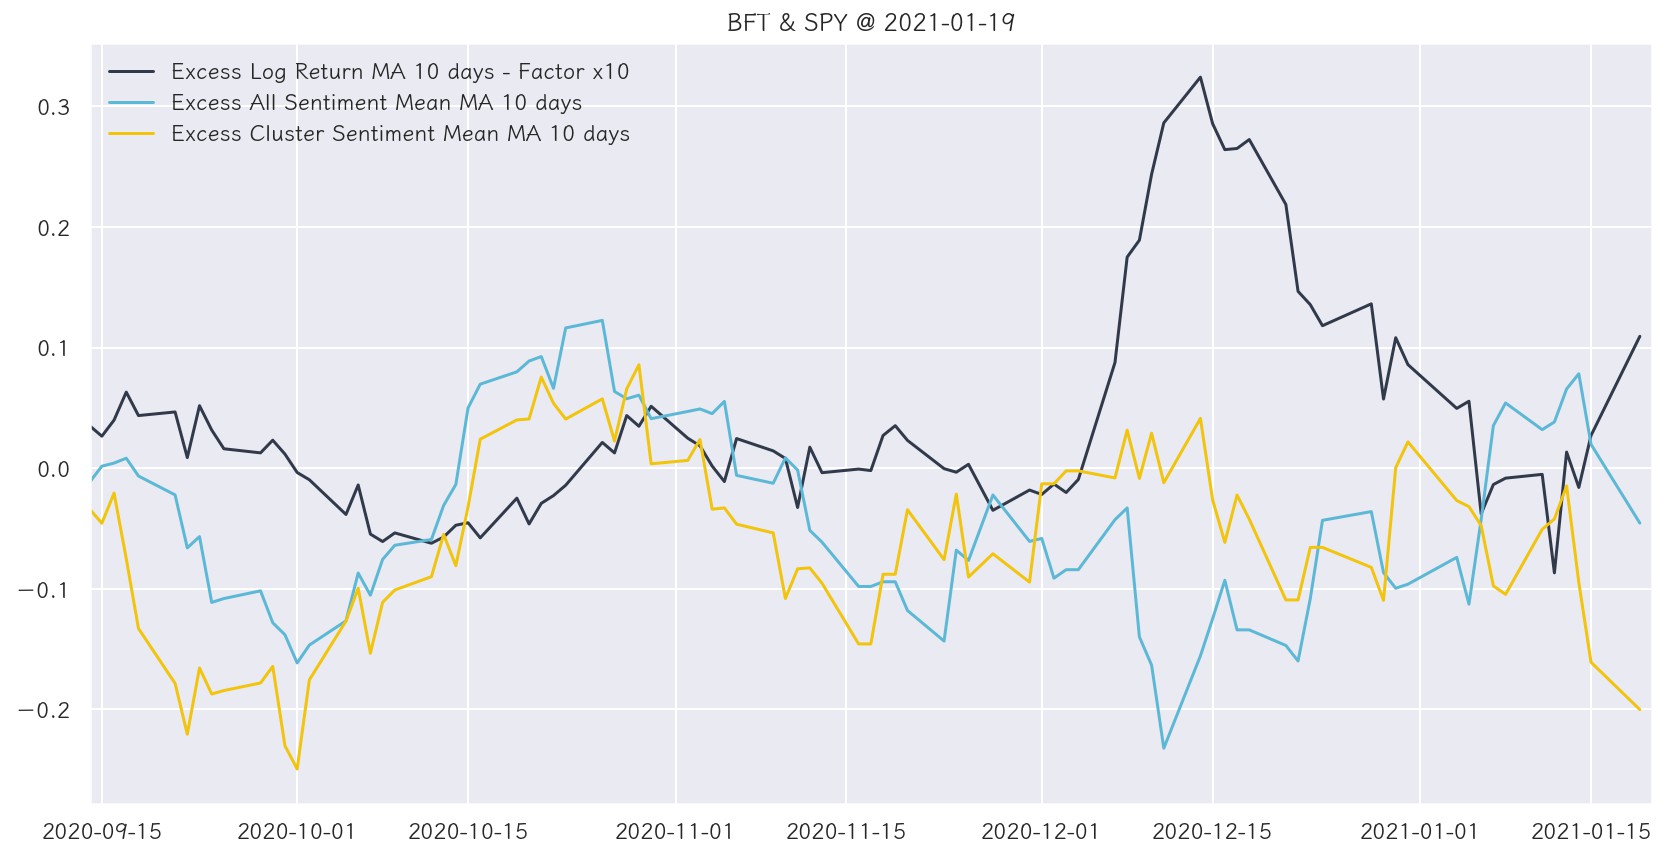 BFT & SPY @ 2021-01-19
Excess Log Return MA 10 days - Factor x10
Excess All Sentiment Mean MA 10 days
Excess Cluster Sentiment Mean MA 10 days
0.3
0.2
0.1
0.0
−0.1
−0.2
2020-09-15 2020-10-01 2020-10-15 2020-11-01 2020-11-15 2020-12-01 2020-12-15 2021-01-01 2021-01-15